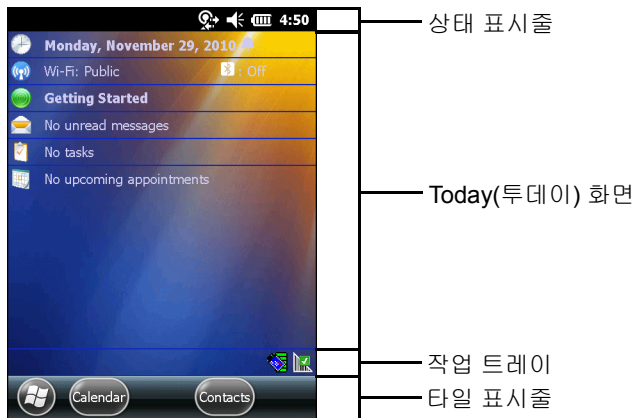 4:50
상태 표시줄
Monday, November 29, 2010
Wi-Fi: Public : Off
Getting Started
No unread messages
No tasks
No upcoming appointments
Today(투데이) 화면
작업 트레이
Calendar Contacts
타일 표시줄